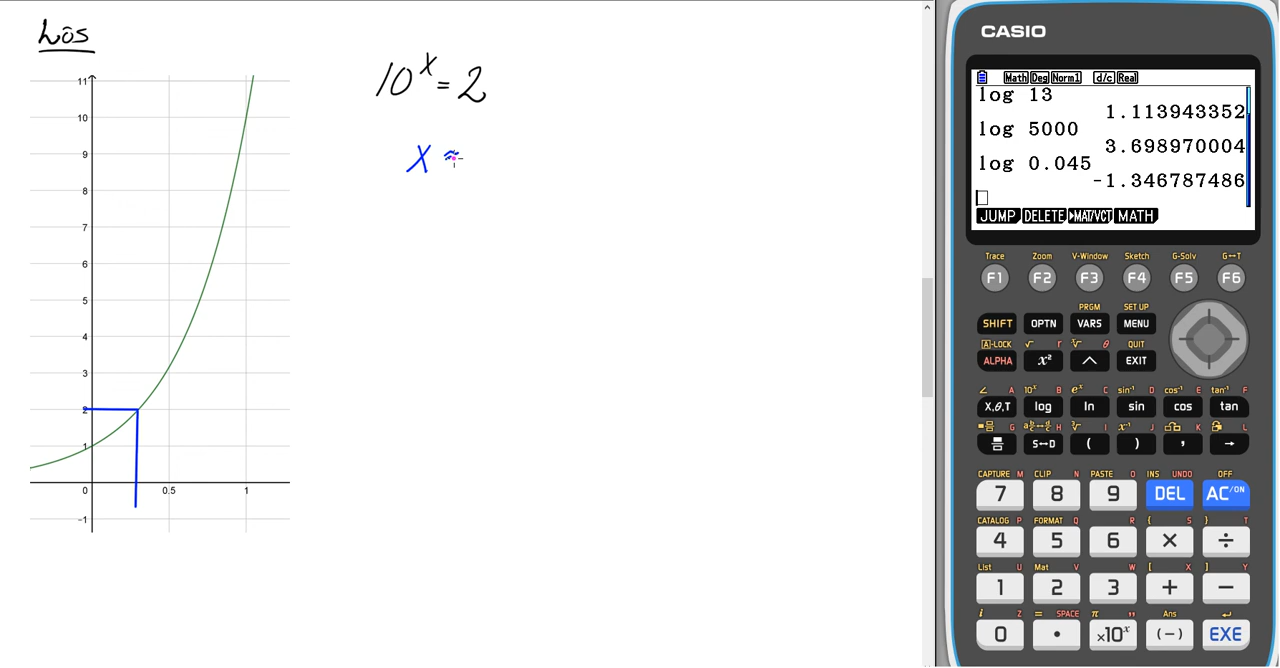 Lös
10^x = 2
x ≈
11
10
9
8
7
6
5
4
3
2
1
0 0.5 1
−1
CASIO
Math Deg Norm1 d/c Real
log 13
1.113943352
log 5000
3.698970004
log 0.045
-1.346787486
JUMP DELETE ▶MAT/VCT MATH
Trace Zoom V-Window Sketch G-Solv G↔T
F1 F2 F3 F4 F5 F6
PRGM SET UP
SHIFT OPTN VARS MENU
A-LOCK √ r ˣ√ θ QUIT
ALPHA x² ^ EXIT
∠ A 10ˣ B eˣ C sin⁻¹ D cos⁻¹ E tan⁻¹ F
X,θ,T log ln sin cos tan
G H ³√ I x⁻¹ J K L
S↔D ( ) , →
CAPTURE M CLIP N PASTE O INS UNDO OFF
7 8 9 DEL AC/ON
CATALOG P FORMAT Q R { S } T
4 5 6 × ÷
List U Mat V W [ X ] Y
1 2 3 + −
i Z = SPACE π " Ans ↵
0 • ×10ˣ (−) EXE